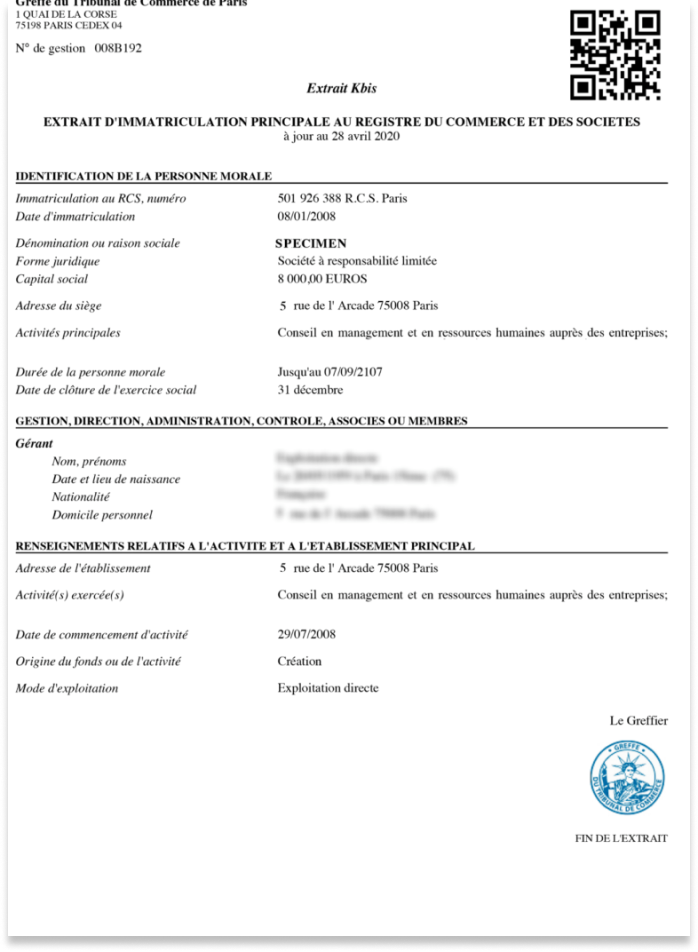 Greffe du Tribunal de Commerce de Paris
1 QUAI DE LA CORSE
75198 PARIS CEDEX 04
N° de gestion 008B192
Extrait Kbis
EXTRAIT D'IMMATRICULATION PRINCIPALE AU REGISTRE DU COMMERCE ET DES SOCIETES
à jour au 28 avril 2020
IDENTIFICATION DE LA PERSONNE MORALE
Immatriculation au RCS, numéro 501 926 388 R.C.S. Paris
Date d'immatriculation 08/01/2008
Dénomination ou raison sociale SPECIMEN
Forme juridique Société à responsabilité limitée
Capital social 8 000,00 EUROS
Adresse du siège 5 rue de l' Arcade 75008 Paris
Activités principales Conseil en management et en ressources humaines auprès des entreprises;
Durée de la personne morale Jusqu'au 07/09/2107
Date de clôture de l'exercice social 31 décembre
GESTION, DIRECTION, ADMINISTRATION, CONTROLE, ASSOCIES OU MEMBRES
Gérant
Nom, prénoms
Date et lieu de naissance
Nationalité
Domicile personnel
RENSEIGNEMENTS RELATIFS A L'ACTIVITE ET A L'ETABLISSEMENT PRINCIPAL
Adresse de l'établissement 5 rue de l' Arcade 75008 Paris
Activité(s) exercée(s) Conseil en management et en ressources humaines auprès des entreprises;
Date de commencement d'activité 29/07/2008
Origine du fonds ou de l'activité Création
Mode d'exploitation Exploitation directe
Le Greffier
GREFFE
DU TRIBUNAL DE COMMERCE
FIN DE L'EXTRAIT